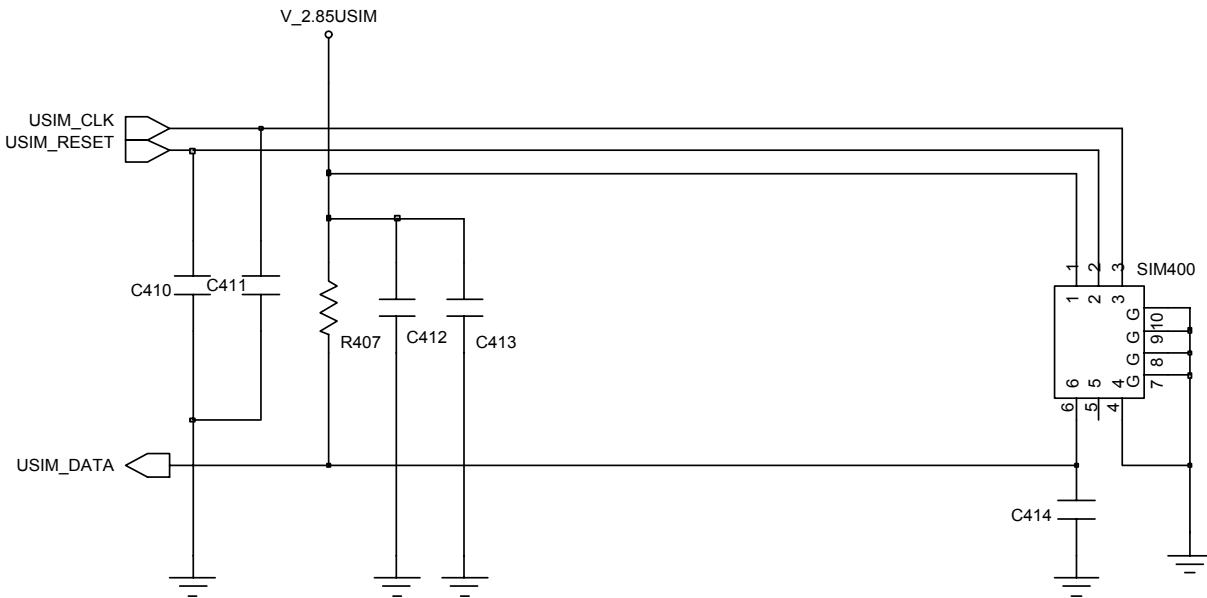 V_2.85USIM
USIM_CLK
USIM_RESET
1 2 3
SIM400
1 2 3
G 10
G 9
G 8
G 7
6 5 4
6 5 4
C410
C411
R407
C412
C413
USIM_DATA
C414